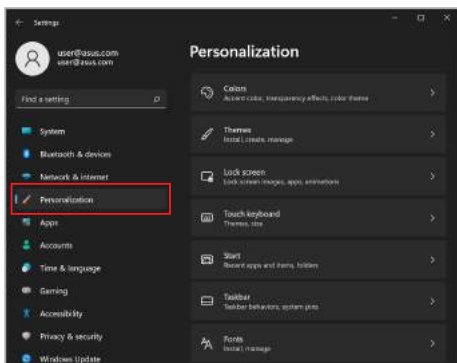 Settings
user@asus.com
user@asus.com
Find a setting
System
Bluetooth & devices
Network & internet
Personalization
Apps
Accounts
Time & language
Gaming
Accessibility
Privacy & security
Windows Update
Personalization
Colors
Accent color, transparency effects, color theme
Themes
Install, create, manage
Lock screen
Lock screen images, apps, animations
Touch keyboard
Themes, size
Start
Recent apps and items, folders
Taskbar
Taskbar behaviors, system pins
Fonts
Install, manage